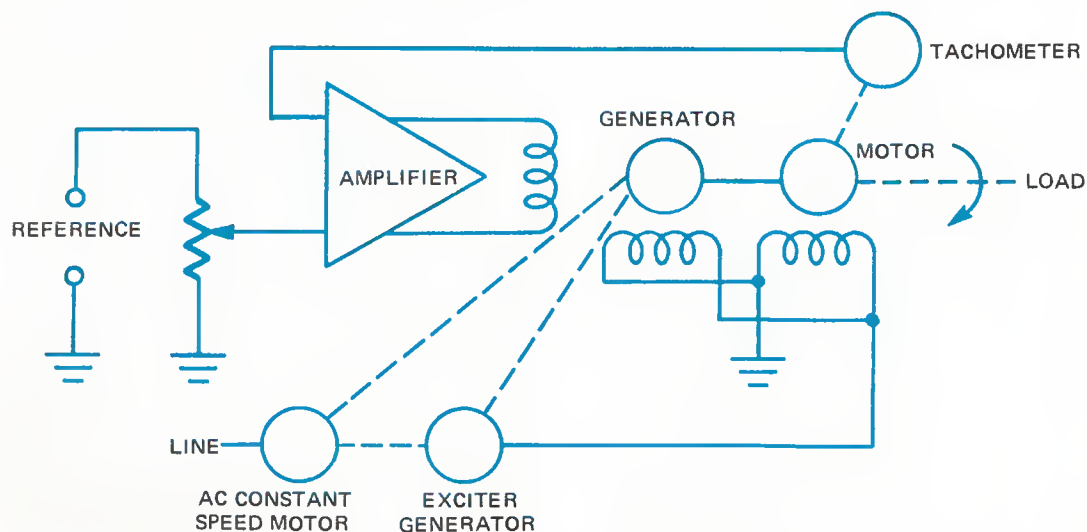 TACHOMETER
GENERATOR
MOTOR
AMPLIFIER
LOAD
REFERENCE
LINE
AC CONSTANT
SPEED MOTOR
EXCITER
GENERATOR